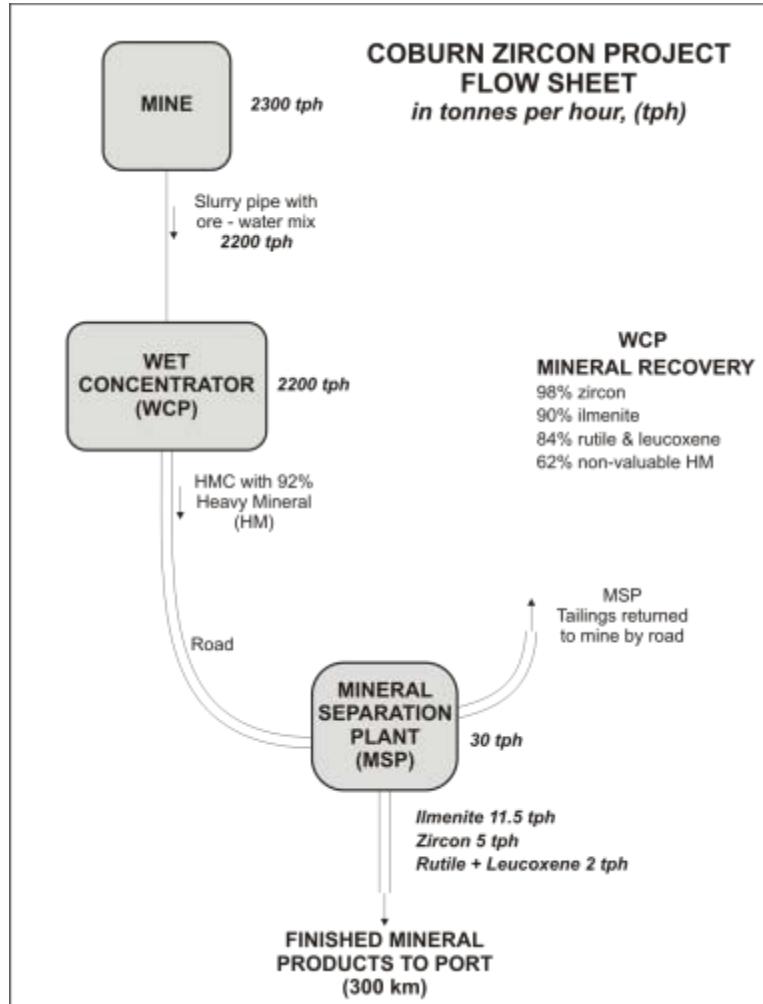 COBURN ZIRCON PROJECT
FLOW SHEET
in tonnes per hour, (tph)
MINE
2300 tph
Slurry pipe with
ore - water mix
2200 tph
WET
CONCENTRATOR
(WCP)
2200 tph
WCP
MINERAL RECOVERY
98% zircon
90% ilmenite
84% rutile & leucoxene
62% non-valuable HM
HMC with 92%
Heavy Mineral
(HM)
Road
MSP
Tailings returned
to mine by road
MINERAL
SEPARATION
PLANT
(MSP)
30 tph
Ilmenite 11.5 tph
Zircon 5 tph
Rutile + Leucoxene 2 tph
FINISHED MINERAL
PRODUCTS TO PORT
(300 km)